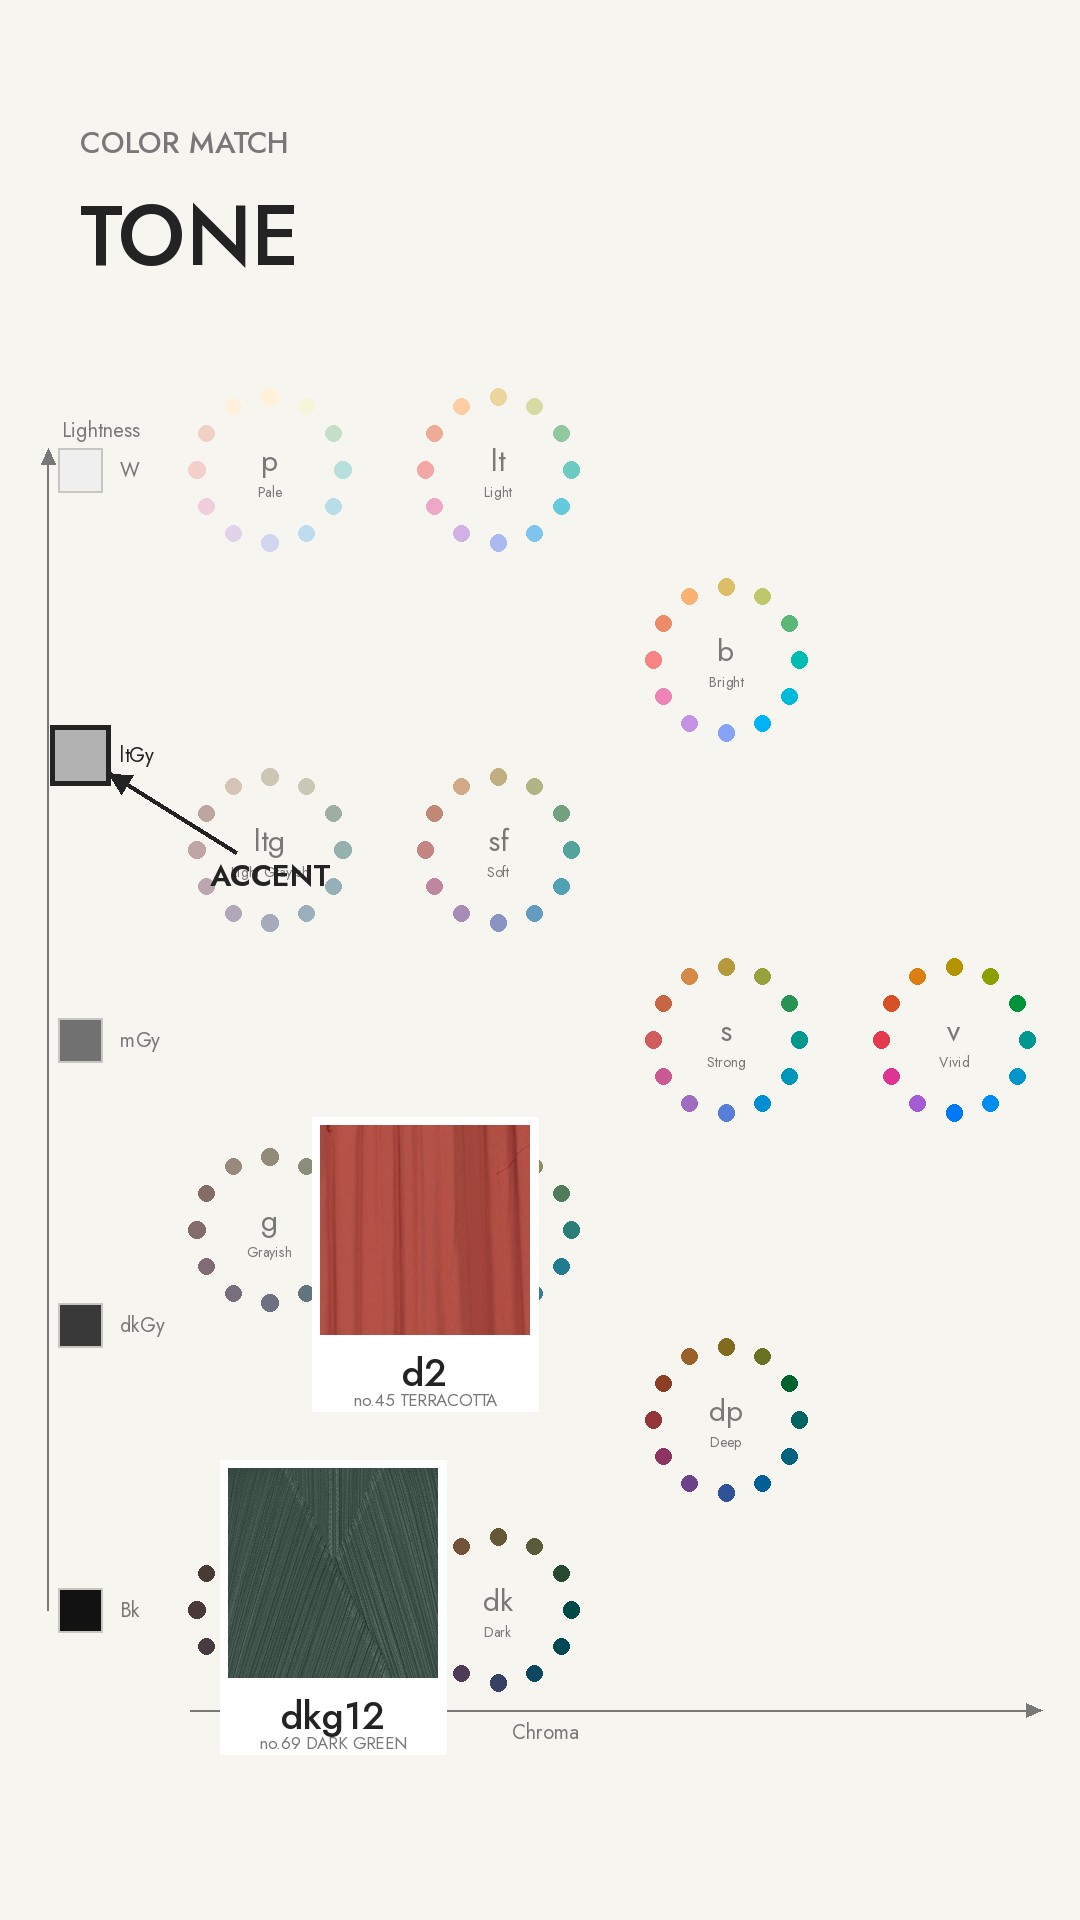 COLOR MATCH
TONE
Lightness
W
p
Pale
lt
Light
b
Bright
ltGy
ltg
ACCENT
sf
Soft
mGy
s
Strong
v
Vivid
g
Grayish
d2
no.45 TERRACOTTA
dkGy
dp
Deep
Bk
dk
Dark
dkg12
no.69 DARK GREEN
Chroma